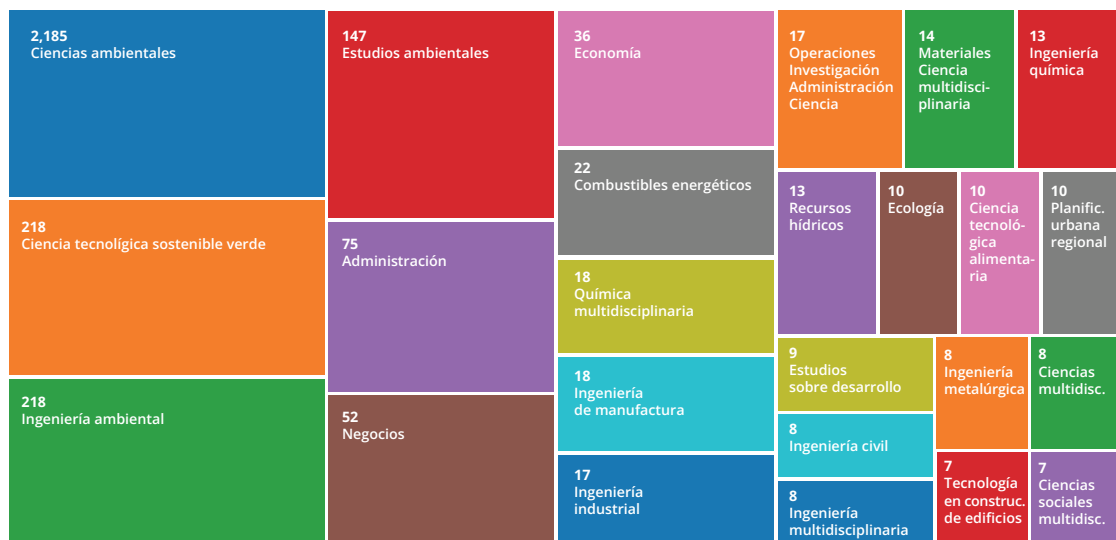 2,185
Ciencias ambientales
218
Ciencia tecnolígica sostenible verde
218
Ingeniería ambiental
147
Estudios ambientales
75
Administración
52
Negocios
36
Economía
22
Combustibles energéticos
18
Química
multidisciplinaria
18
Ingeniería
de manufactura
17
Ingeniería
industrial
17
Operaciones
Investigación
Administración
Ciencia
14
Materiales
Ciencia
multidisci-
plinaria
13
Ingeniería
química
13
Recursos
hídricos
10
Ecología
10
Ciencia
tecnoló-
gica
alimenta-
ria
10
Planific.
urbana
regional
9
Estudios
sobre desarrollo
8
Ingeniería civil
8
Ingeniería
multidisciplinaria
8
Ingeniería
metalúrgica
8
Ciencias
multidisc.
7
Tecnología
en construc.
de edificios
7
Ciencias
sociales
multidisc.